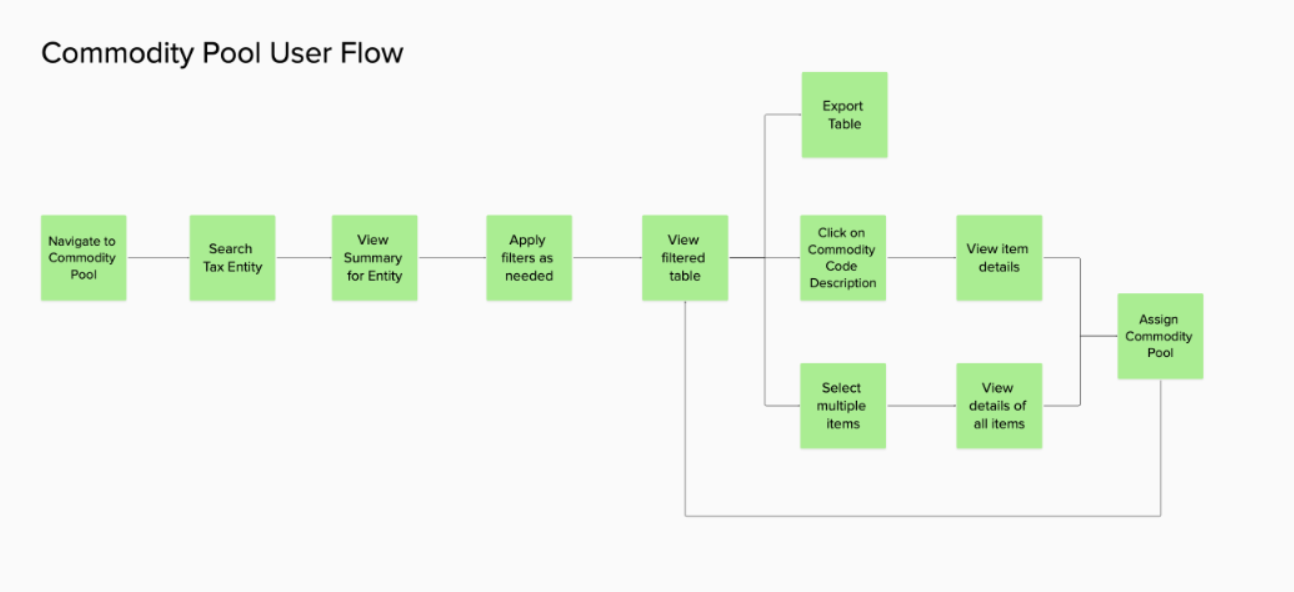 Commodity Pool User Flow
Export
Table
Navigate to
Commodity
Pool
Search
Tax Entity
View
Summary
for Entity
Apply
filters as
needed
View
filtered
table
Click on
Commodity
Code
Description
View item
details
Select
multiple
items
View
details of
all items
Assign
Commodity
Pool